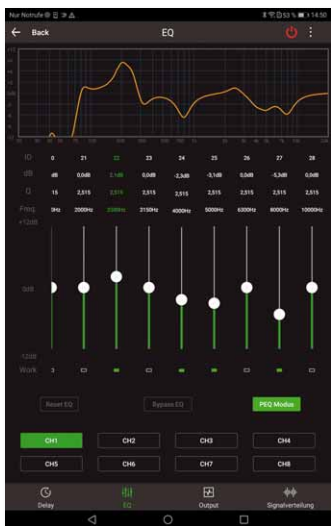 Nur Notrufe
53 % 14:50
Back EQ
ID 0 21 22 23 24 25 26 27 28
dB dB 0,0dB 2,1dB 0,0dB -2,3dB -3,1dB 0,0dB -5,3dB 0,0dB
Q 15 2,515 2,515 2,515 2,515 2,515 2,515 2,515 2,515
Freq. 0Hz 2000Hz 2150Hz 4000Hz 5000Hz 6300Hz 8000Hz 10000Hz
+12dB
0dB
-12dB
Work
Reset EQ Bypass EQ PEQ Modus
CH1 CH2 CH3 CH4
CH5 CH6 CH7 CH8
Delay EQ Output Signalverteilung